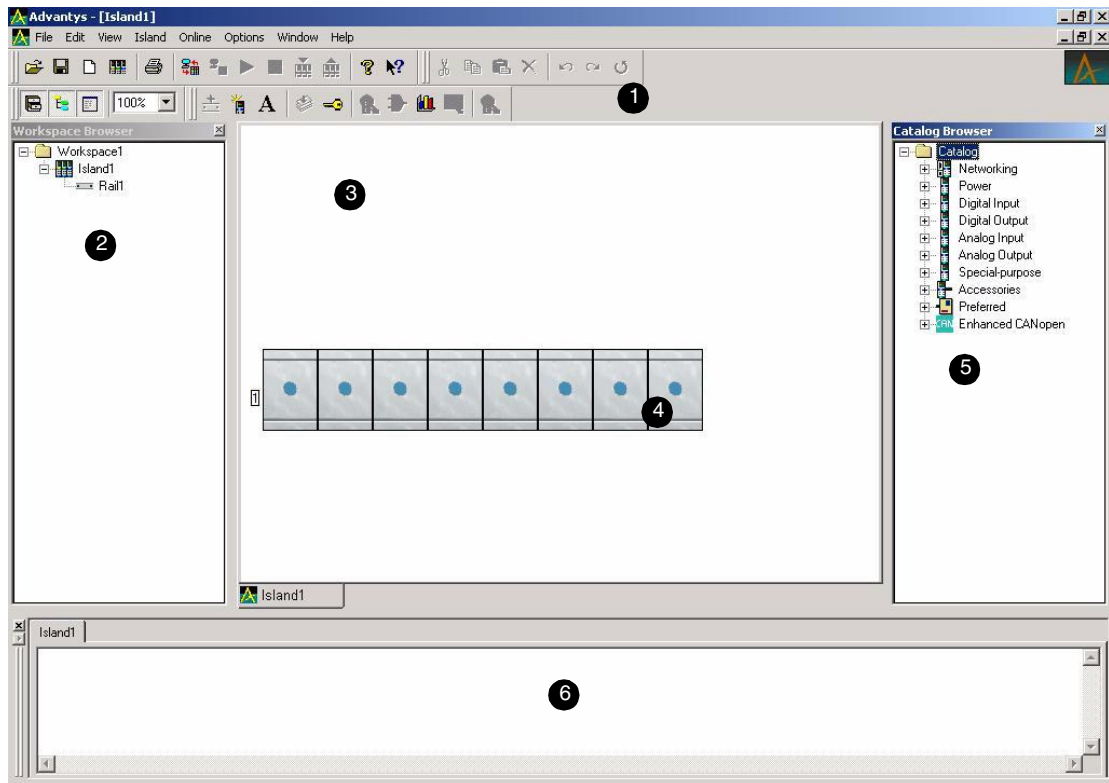 Advantys - [Island1]
File Edit View Island Online Options Window Help
100%
1
Workspace Browser
Workspace1
Island1
Rail1
2
3
1
4
Island1
Catalog Browser
Catalog
Networking
Power
Digital Input
Digital Output
Analog Input
Analog Output
Special-purpose
Accessories
Preferred
CAN Enhanced CANopen
5
Island1
6